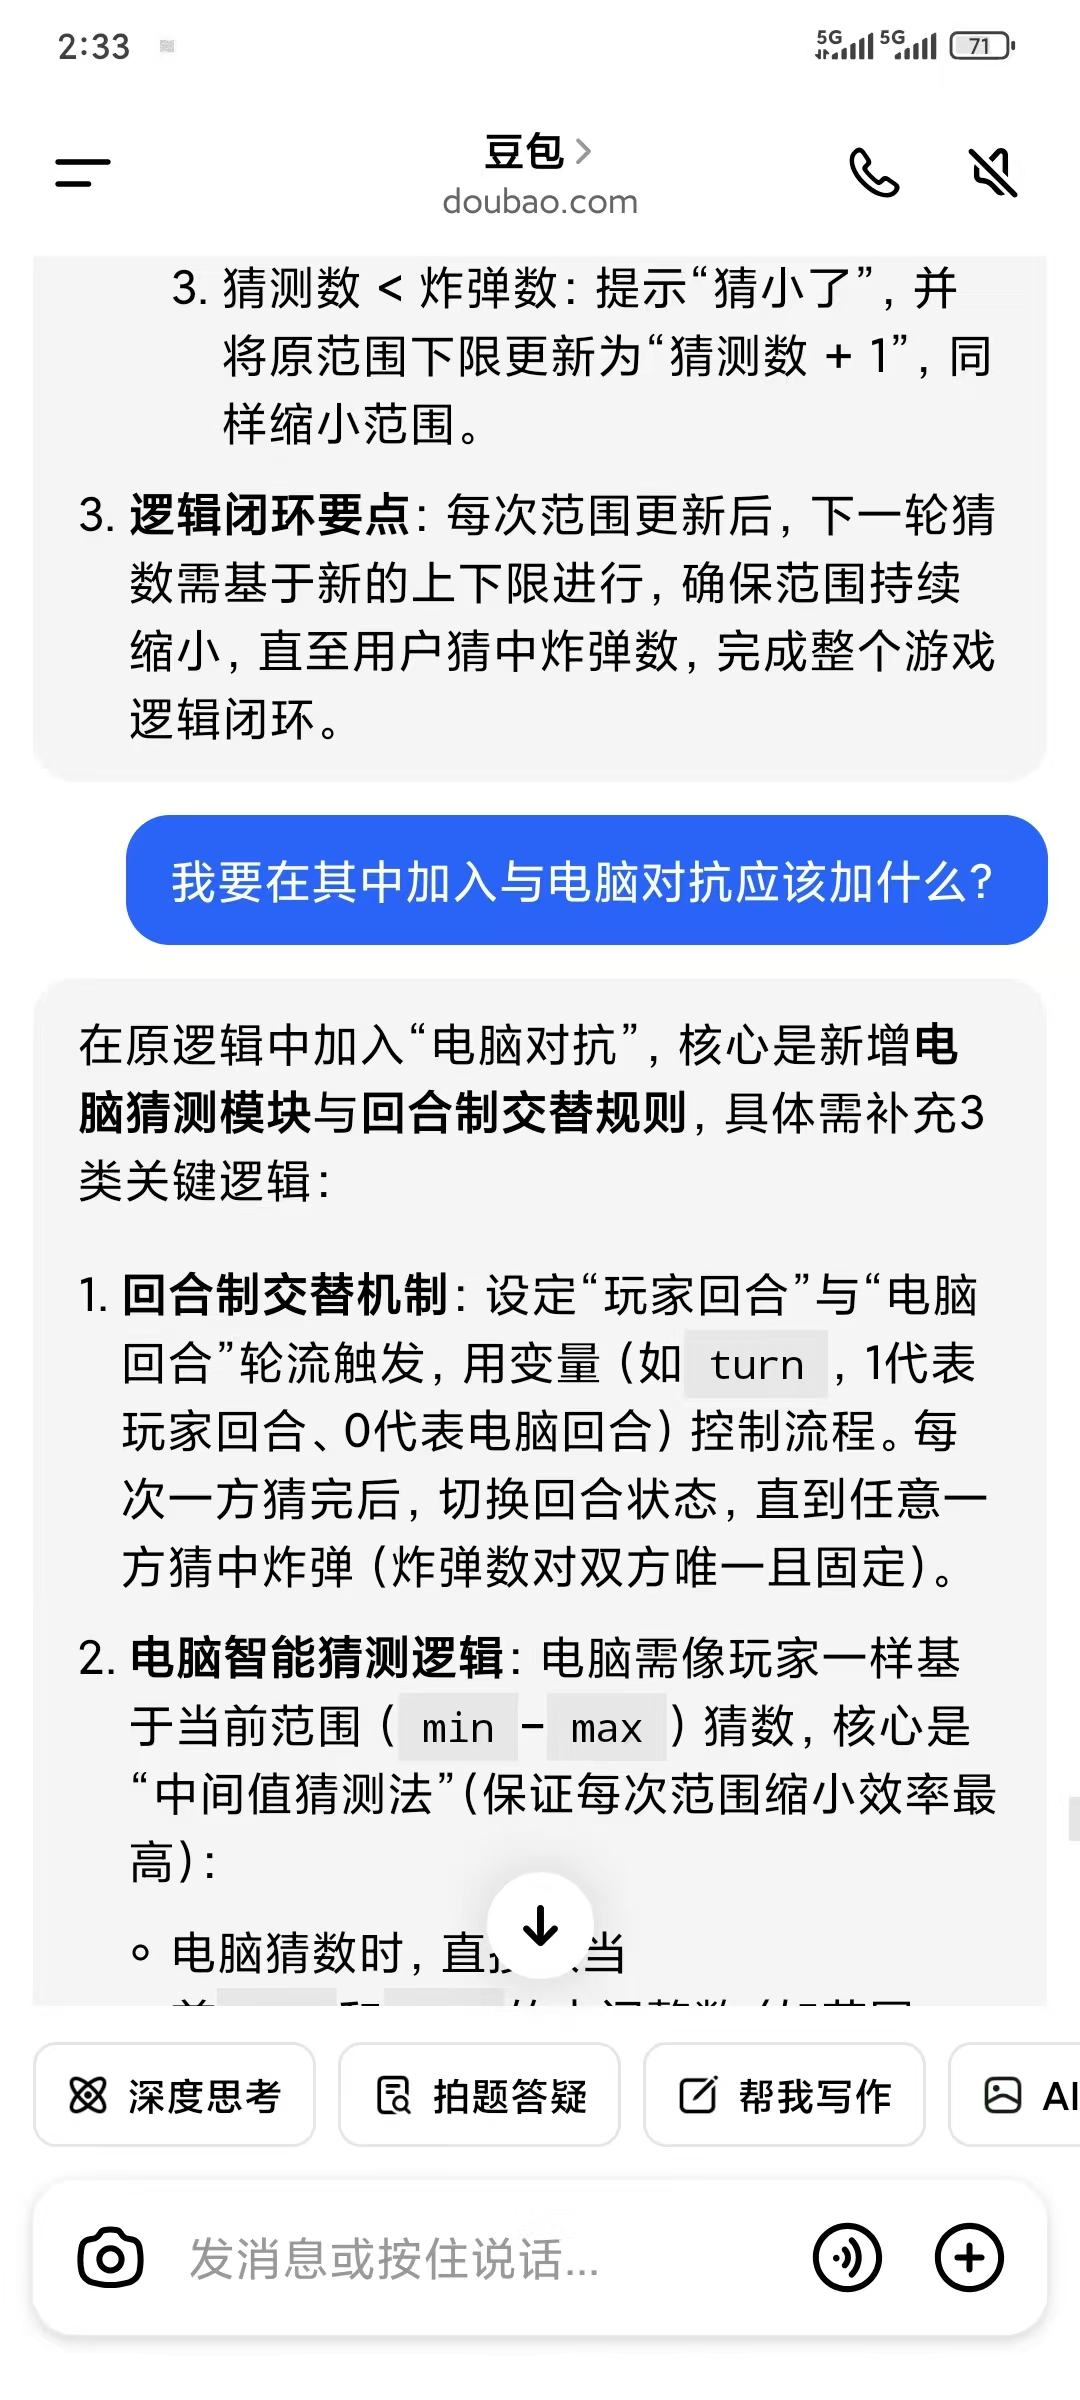 2:33
5G 5G 71
豆包
doubao.com
3. 猜测数 < 炸弹数：提示“猜小了”，并
将原范围下限更新为“猜测数 + 1”，同
样缩小范围。
3. 逻辑闭环要点：每次范围更新后，下一轮猜
数需基于新的上下限进行，确保范围持续
缩小，直至用户猜中炸弹数，完成整个游戏
逻辑闭环。
我要在其中加入与电脑对抗应该加什么?
在原逻辑中加入“电脑对抗”，核心是新增电
脑猜测模块与回合制交替规则，具体需补充3
类关键逻辑：
1. 回合制交替机制：设定“玩家回合”与“电脑
回合”轮流触发，用变量（如 turn ，1代表
玩家回合、0代表电脑回合）控制流程。每
次一方猜完后，切换回合状态，直到任意一
方猜中炸弹（炸弹数对双方唯一且固定）。
2. 电脑智能猜测逻辑：电脑需像玩家一样基
于当前范围（ min - max ）猜数，核心是
“中间值猜测法”（保证每次范围缩小效率最
高）：
电脑猜数时，直 当
深度思考
拍题答疑
帮我写作
AI
发消息或按住说话...